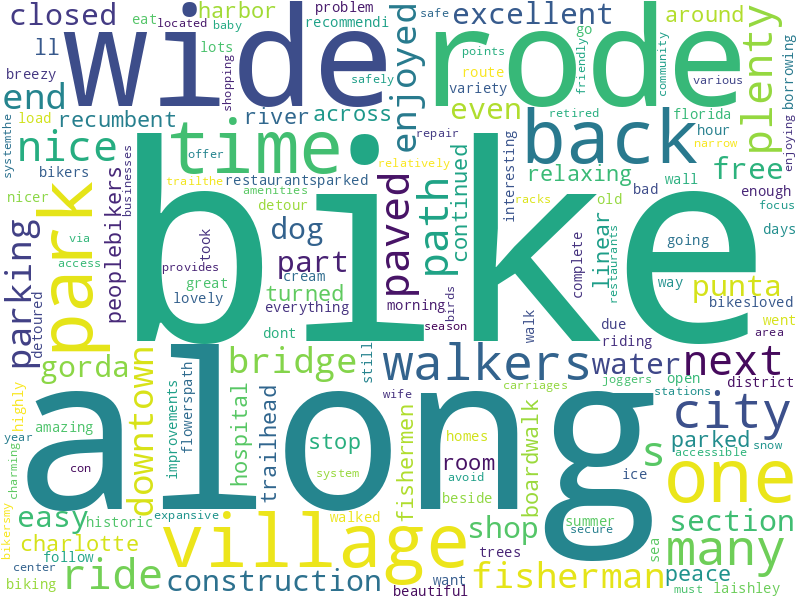 closed
eat
located
baby
harbor
problem
recommendi
safe
excellent
go
around
lots
wide
rode
points
friendly
community
various
plenty
borrowing
ll
breezy
shopping
safely
enjoyed
route
variety
end
load
recumbent
river
across
even
repair
retired
florida
hour
narrow
enjoying
systemthe
nice
time
offer
relatively
interesting
back
bikers
businesses
trailthe
restaurantsparked
relaxing
bad
wall
free
enough
focus
nicer
park
peoplebikers
amenities
detour
bike
paved
path
continued
racks
old
linear
restaurants
days
parking
detoured
via
access
took
dog
part
provides
great
cream
lovely
turned
everything
morning
birds
season
walk
complete
going
way
punta
bikesloved
went
area
due
riding
dont
gorda
bridge
still
walkers
water
next
downtown
improvements
flowerspath
wife
carriages
joggers
open
stations
district
highly
year
amazing
along
hospital
trailhead
stop
room
con
system
fishermen
homes
avoid
beside
boardwalk
city
s
parked
accessible
snow
ice
one
charming
bikersmy
easy
historic
expansive
walked
village
shop
summer
secure
section
charlotte
follow
center
trees
sea
many
biking
ride
construction
want
beautiful
fisherman
peace
must
laishley